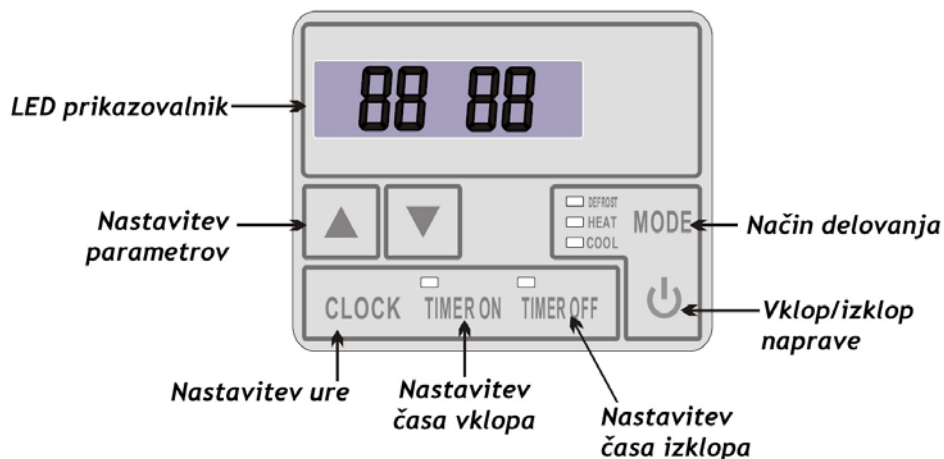 88 88
LED prikazovalnik
Nastavitev
parametrov
DEFROST
HEAT
COOL
MODE
Način delovanja
CLOCK
TIMER ON
TIMER OFF
Vklop/izklop
naprave
Nastavitev ure
Nastavitev
časa vklopa
Nastavitev
časa izklopa